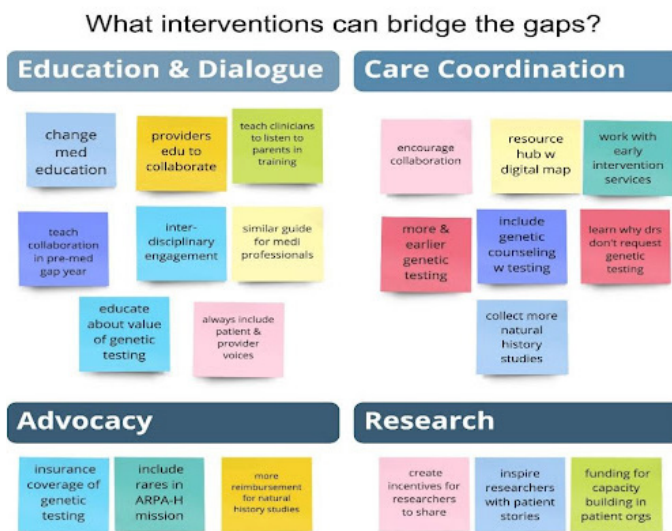 What interventions can bridge the gaps?
Education & Dialogue
change
med
education
providers
edu to
collaborate
teach clinicians
to listen to
parents in
training
teach
collaboration
in pre-med
gap year
inter-
disciplinary
engagement
similar guide
for medi
professionals
educate
about value
of genetic
testing
always include
patient &
provider
voices
Care Coordination
encourage
collaboration
resource
hub w
digital map
work with
early
intervention
services
more &
earlier
genetic
testing
include
genetic
counseling
w testing
learn why drs
don't request
genetic
testing
collect more
natural
history
studies
Advocacy
insurance
coverage of
genetic
testing
include
rares in
ARPA-H
mission
more
reimbursement
for natural
history studies
Research
create
incentives for
researchers
to share
inspire
researchers
with patient
stories
funding for
capacity
building in
patient orgs